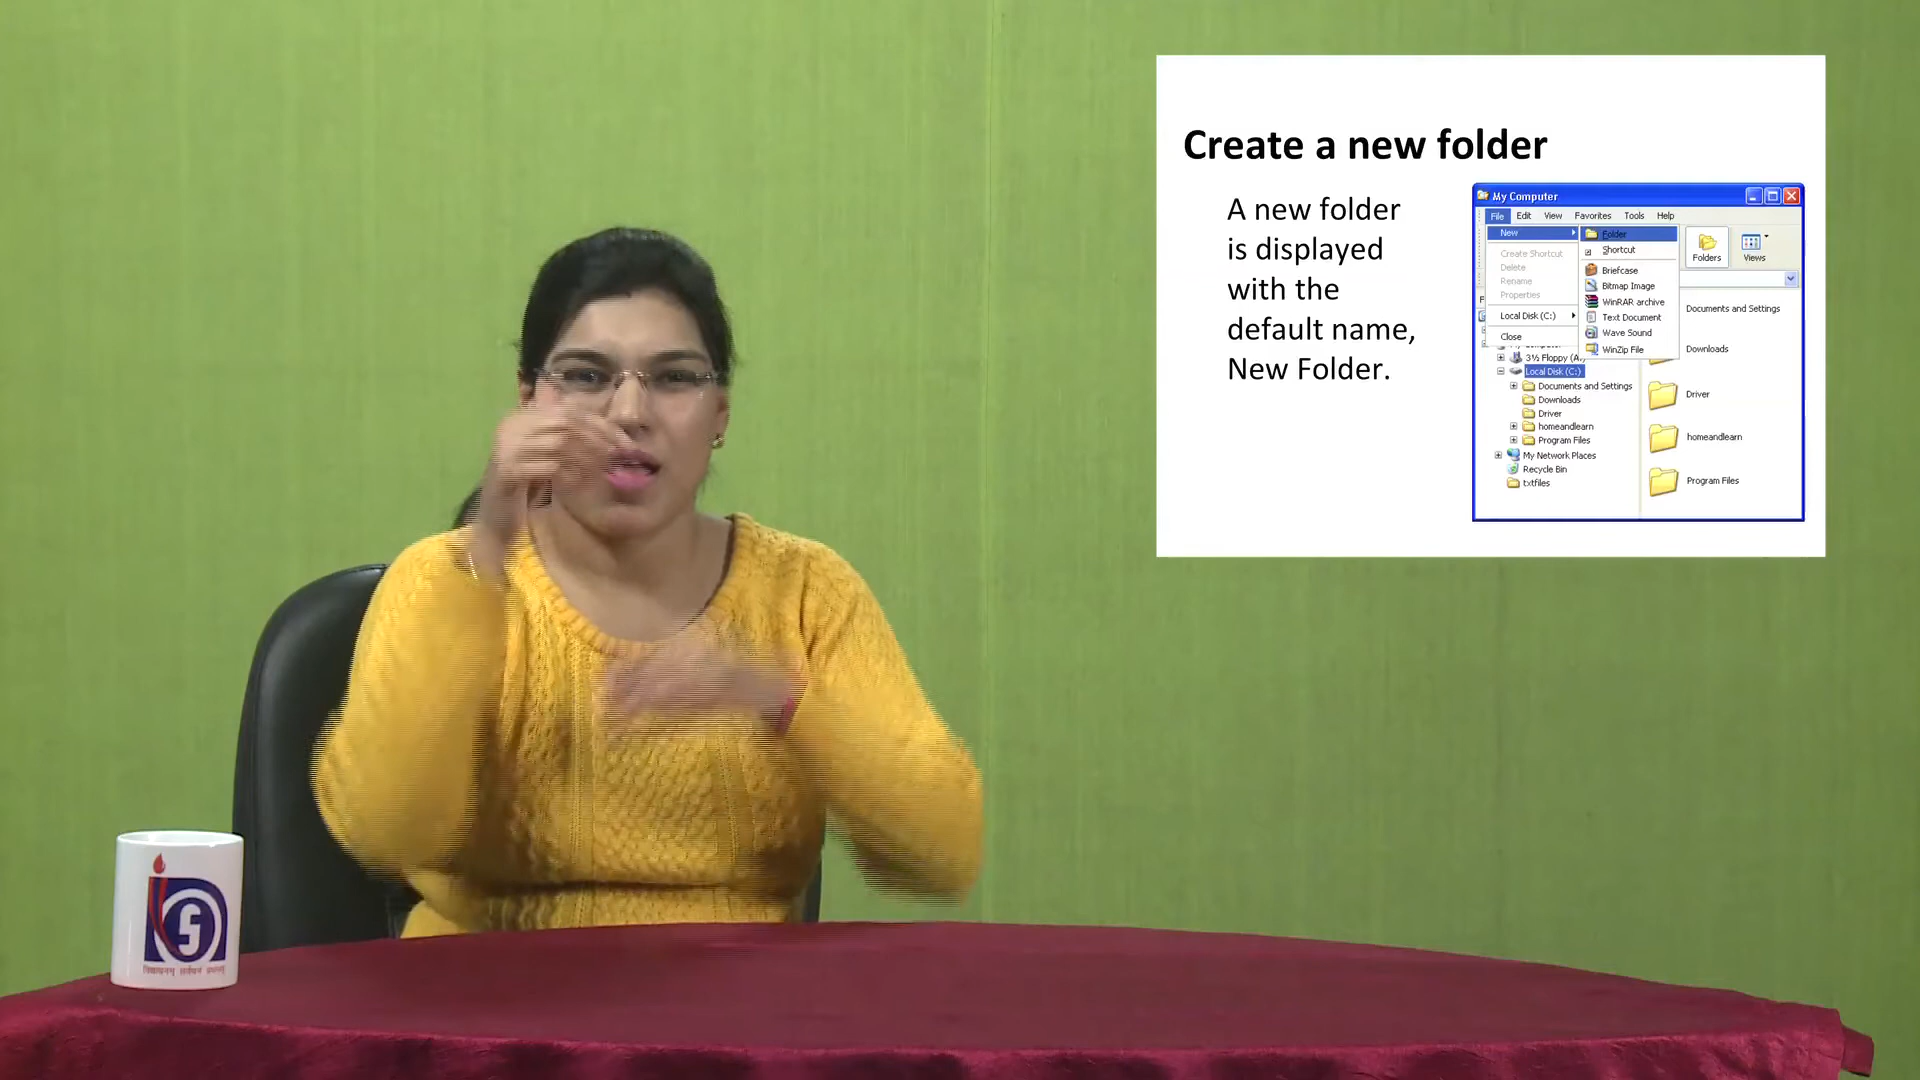 Create a new folder
A new folder
is displayed
with the
default name,
New Folder.
My Computer
File Edit View Favorites Tools Help
New
Create Shortcut
Delete
Rename
Properties
Local Disk (C:)
Close
Folder
Shortcut
Briefcase
Bitmap Image
WinRAR archive
Text Document
Wave Sound
WinZip File
Folders
Views
3½ Floppy (A
Local Disk (C:)
Documents and Settings
Downloads
Driver
homeandlearn
Program Files
My Network Places
Recycle Bin
txtfiles
Documents and Settings
Downloads
Driver
homeandlearn
Program Files